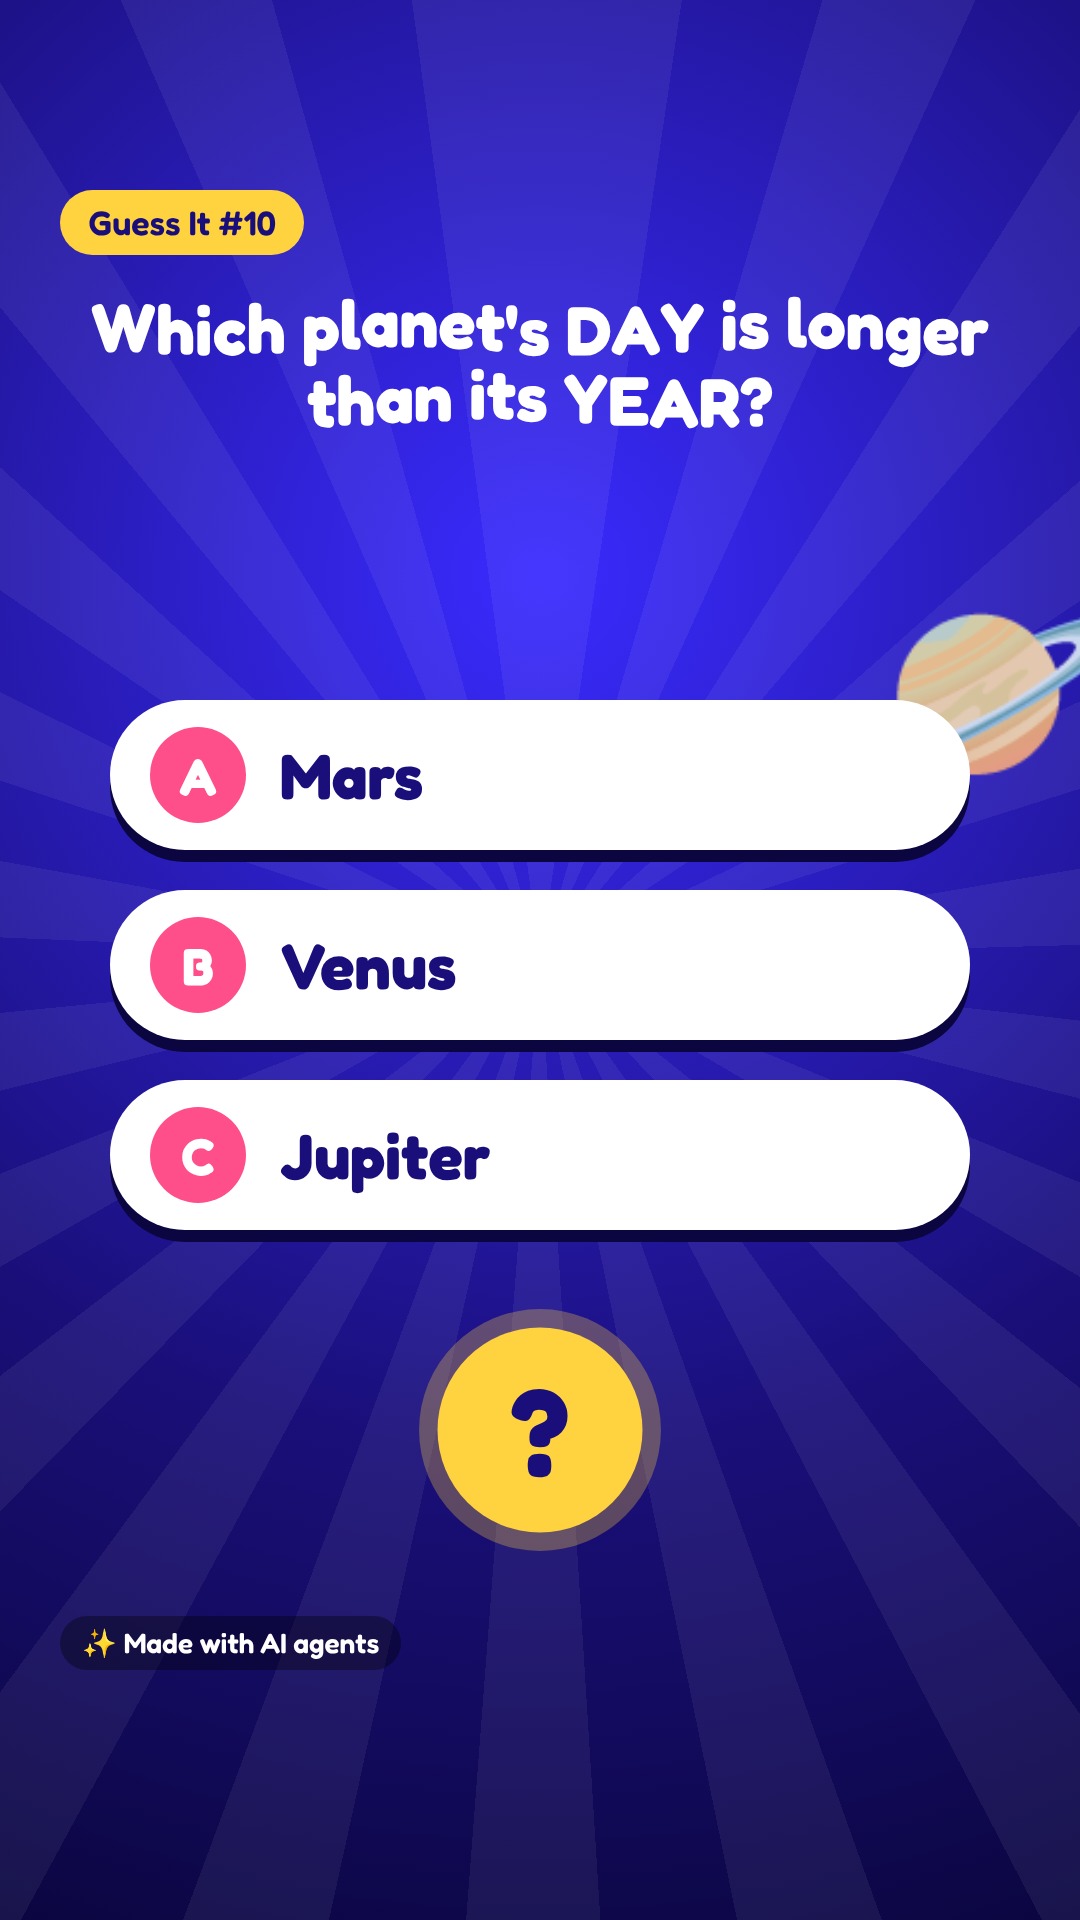 Guess It #10
Which planet's DAY is longer
than its YEAR?
A Mars
B Venus
C Jupiter
?
✨ Made with AI agents